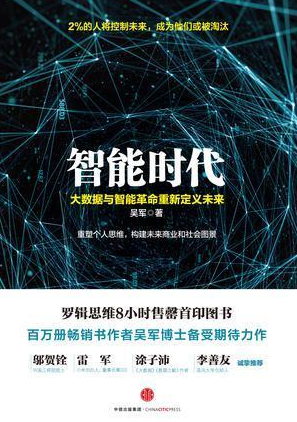 2%的人将控制未来，成为他们或被淘汰
智能时代
大数据与智能革命重新定义未来
吴军◎著
重塑个人思维，构建未来商业和社会图景
罗辑思维8小时售罄首印图书
百万册畅销书作者吴军博士备受期待力作
邬贺铨 雷军 涂子沛 李善友 诚挚推荐
中信出版集团 CHINACITICPRESS